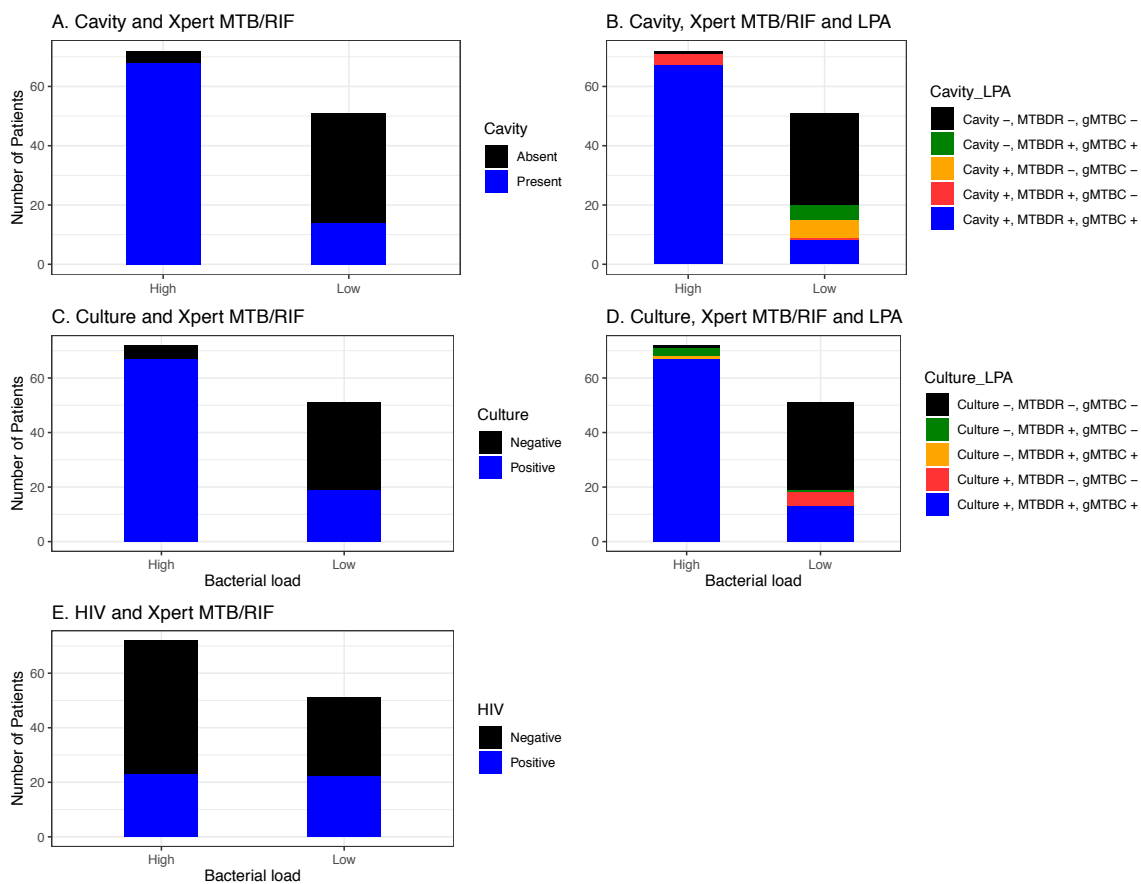 A. Cavity and Xpert MTB/RIF
Number of Patients
60
40
20
0
High
Low
Cavity
Absent
Present
B. Cavity, Xpert MTB/RIF and LPA
60
40
20
0
High
Low
Cavity_LPA
Cavity −, MTBDR −, gMTBC −
Cavity −, MTBDR +, gMTBC +
Cavity +, MTBDR −, gMTBC −
Cavity +, MTBDR +, gMTBC −
Cavity +, MTBDR +, gMTBC +
C. Culture and Xpert MTB/RIF
Number of Patients
60
40
20
0
High
Low
Bacterial load
Culture
Negative
Positive
D. Culture, Xpert MTB/RIF and LPA
60
40
20
0
High
Low
Bacterial load
Culture_LPA
Culture −, MTBDR −, gMTBC −
Culture −, MTBDR +, gMTBC −
Culture −, MTBDR +, gMTBC +
Culture +, MTBDR −, gMTBC −
Culture +, MTBDR +, gMTBC +
E. HIV and Xpert MTB/RIF
Number of Patients
60
40
20
0
High
Low
Bacterial load
HIV
Negative
Positive